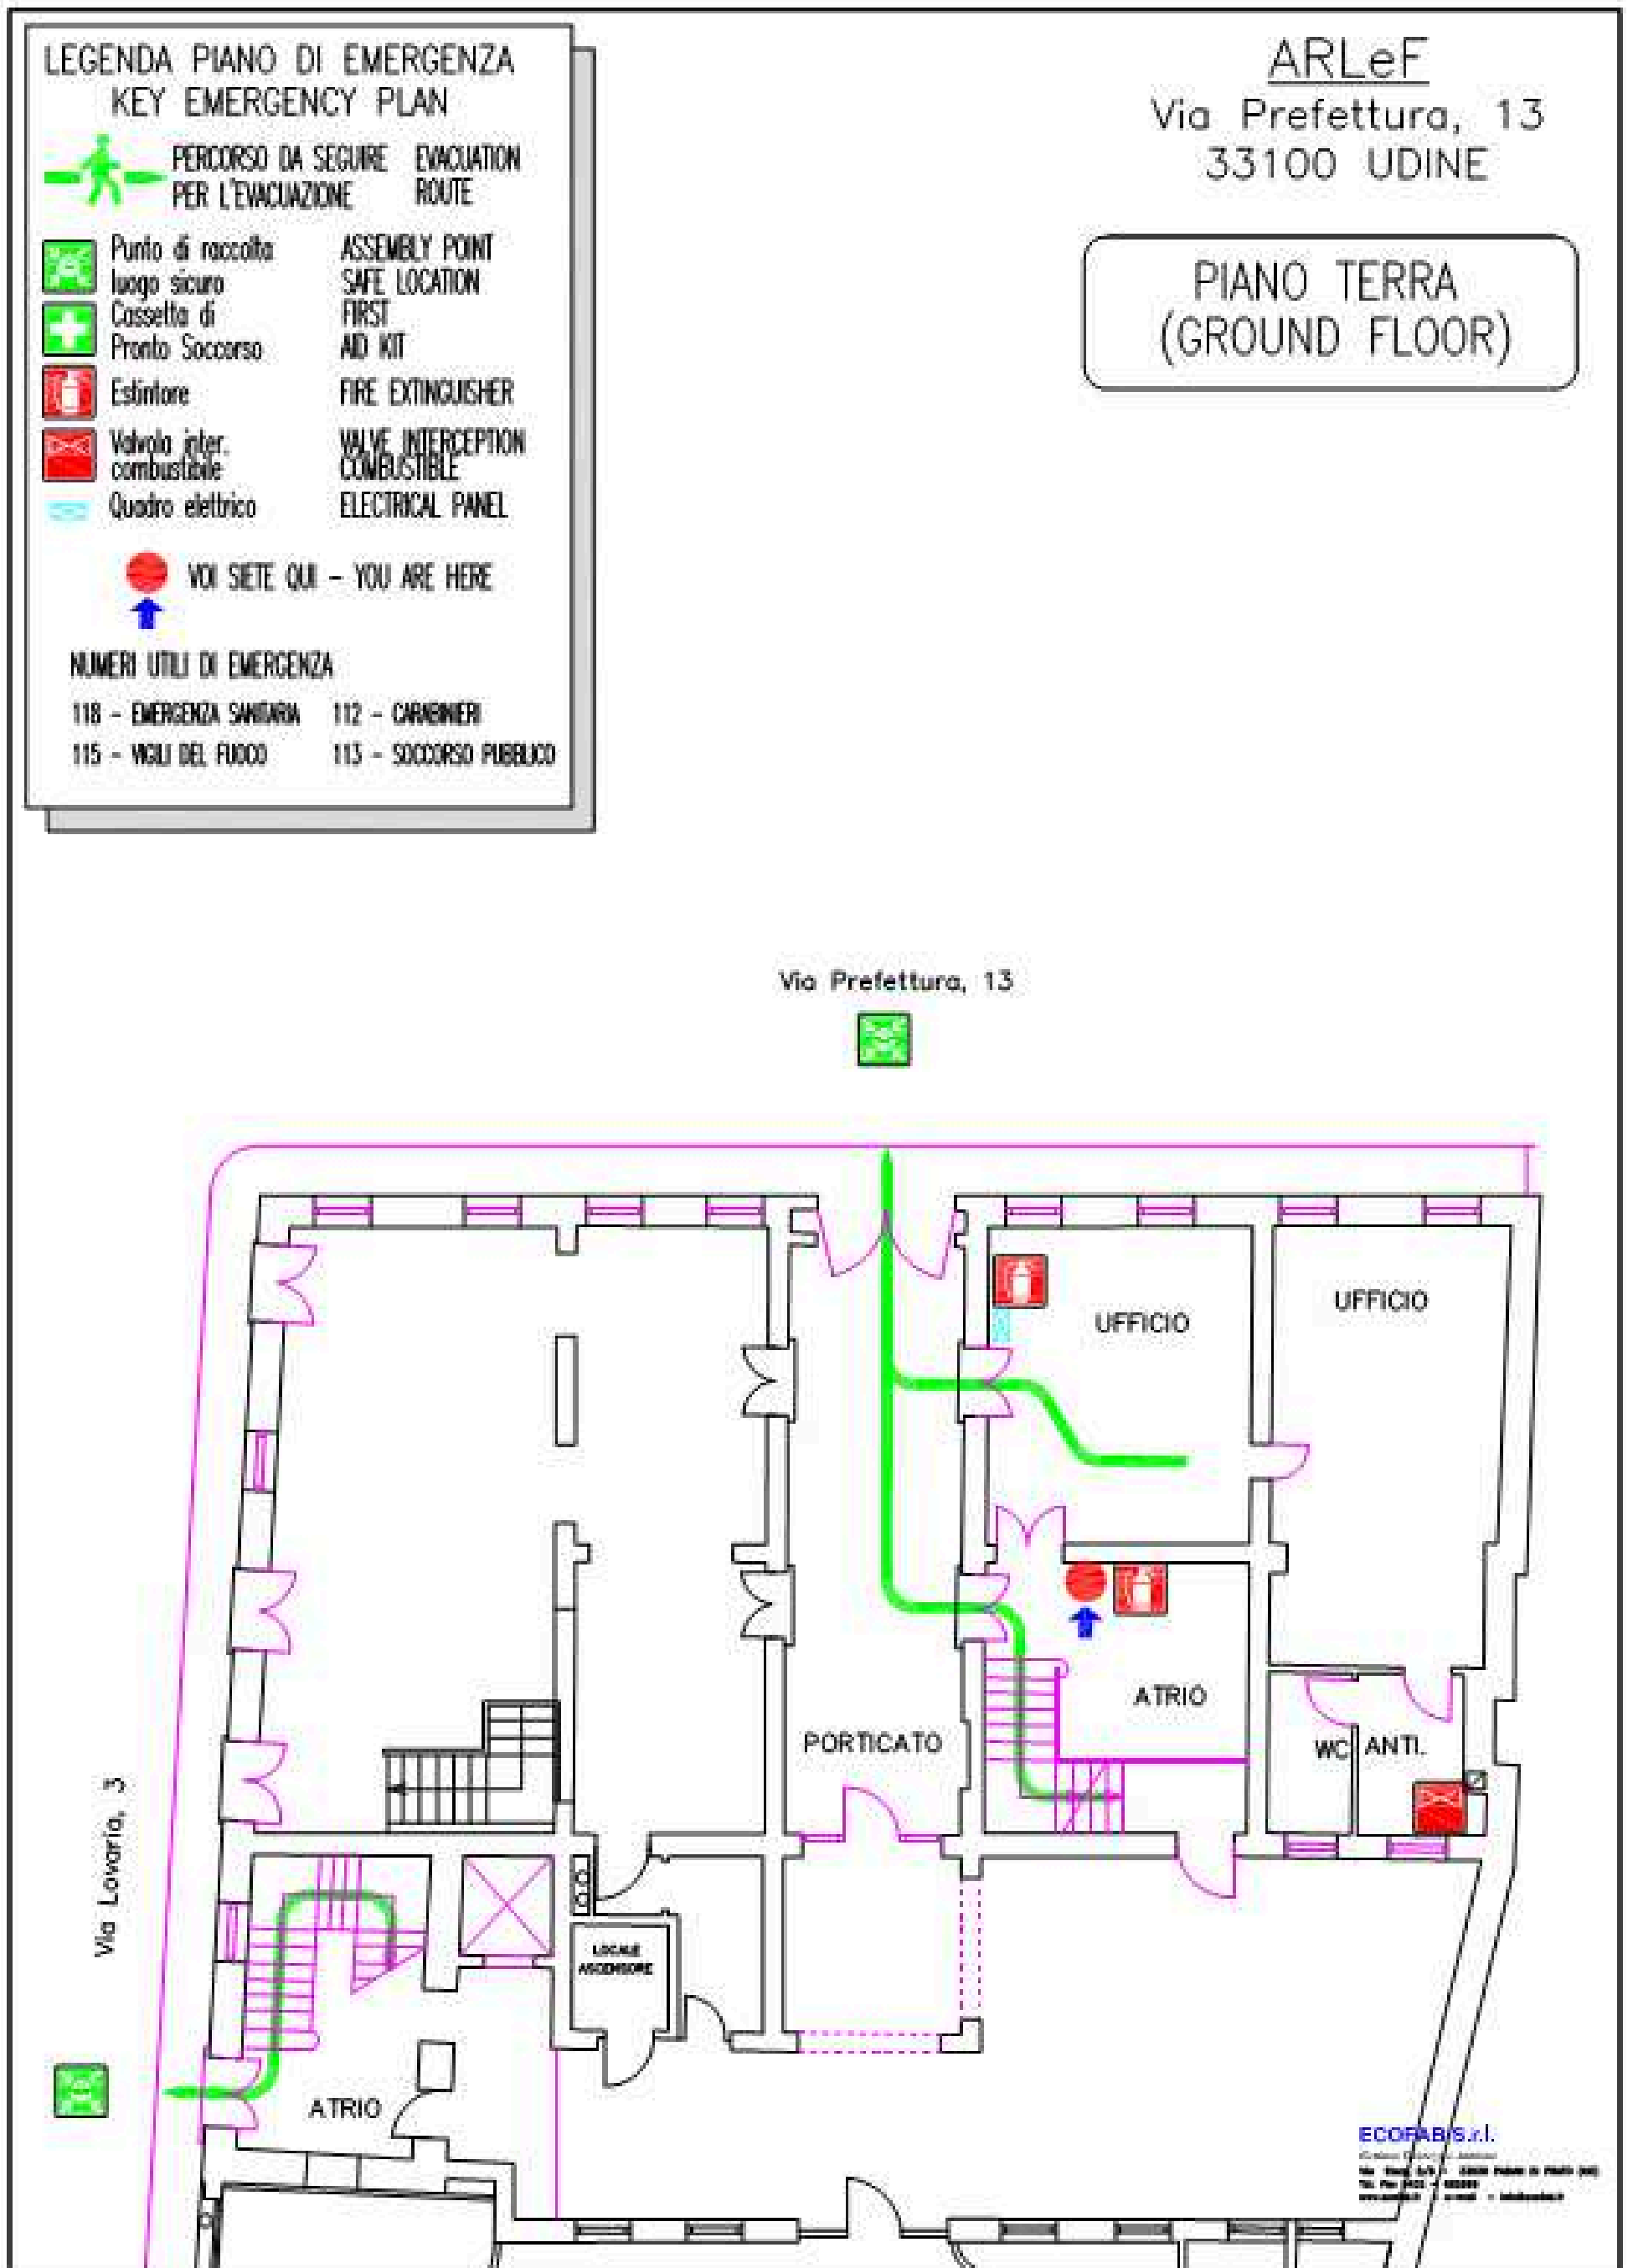 LEGENDA PIANO DI EMERGENZA
KEY EMERGENCY PLAN
PERCORSO DA SEGUIRE EVACUATION
PER L'EVACUAZIONE ROUTE
Punto di raccolta ASSEMBLY POINT
luogo sicuro SAFE LOCATION
Cassetta di FIRST
Pronto Soccorso AID KIT
Estintore FIRE EXTINGUISHER
Valvola inter. VALVE INTERCEPTION
combustibile COMBUSTIBLE
Quadro elettrico ELECTRICAL PANEL
VOI SIETE QUI - YOU ARE HERE
NUMERI UTILI DI EMERGENZA
118 - EMERGENZA SANITARIA 112 - CARABINIERI
115 - VIGILI DEL FUOCO 113 - SOCCORSO PUBBLICO
ARLeF
Via Prefettura, 13
33100 UDINE
PIANO TERRA
(GROUND FLOOR)
Via Prefettura, 13
UFFICIO
UFFICIO
ATRIO
PORTICATO
WC
ANTI.
Via Lovaria, 3
LOCALE
ASCENSORE
ATRIO
ECOFAB S.r.l.